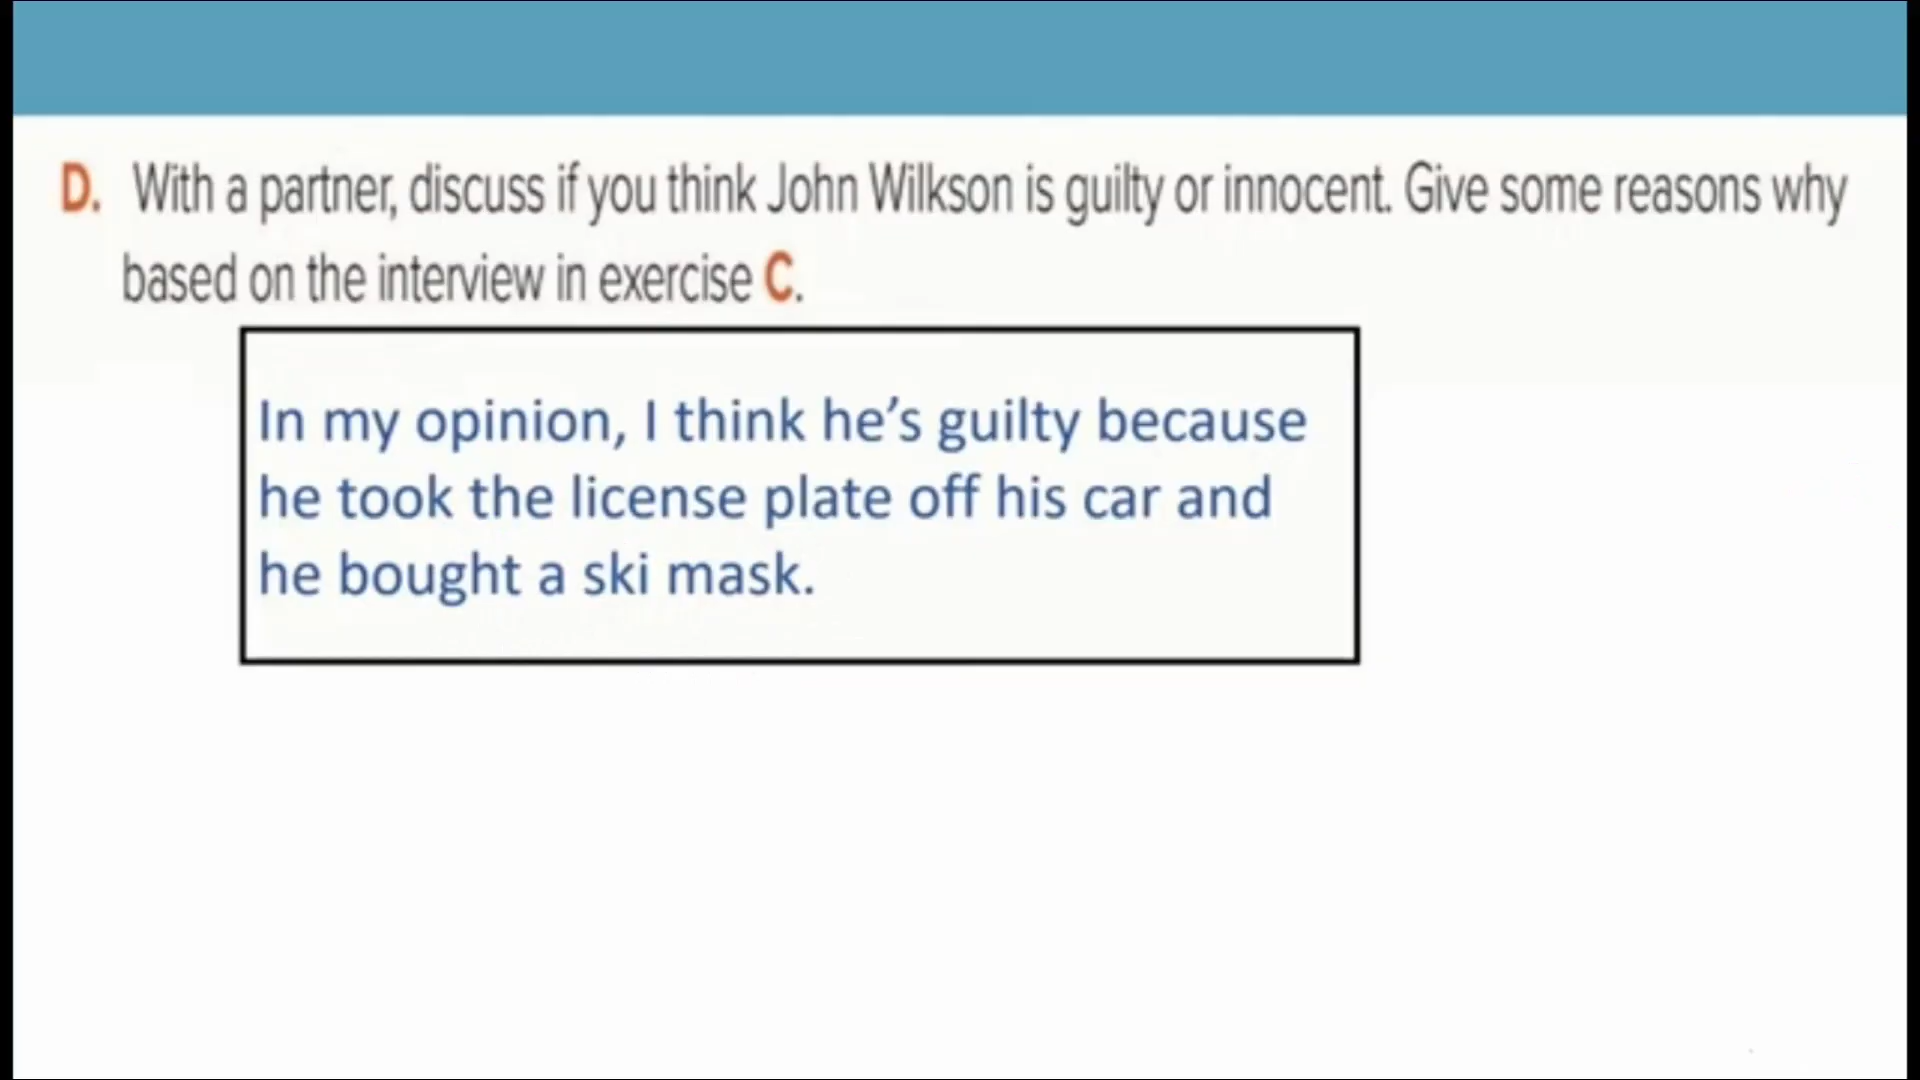 D. With a partner, discuss if you think John Wilkson is guilty or innocent. Give some reasons why
based on the interview in exercise C.
In my opinion, I think he’s guilty because
he took the license plate off his car and
he bought a ski mask.